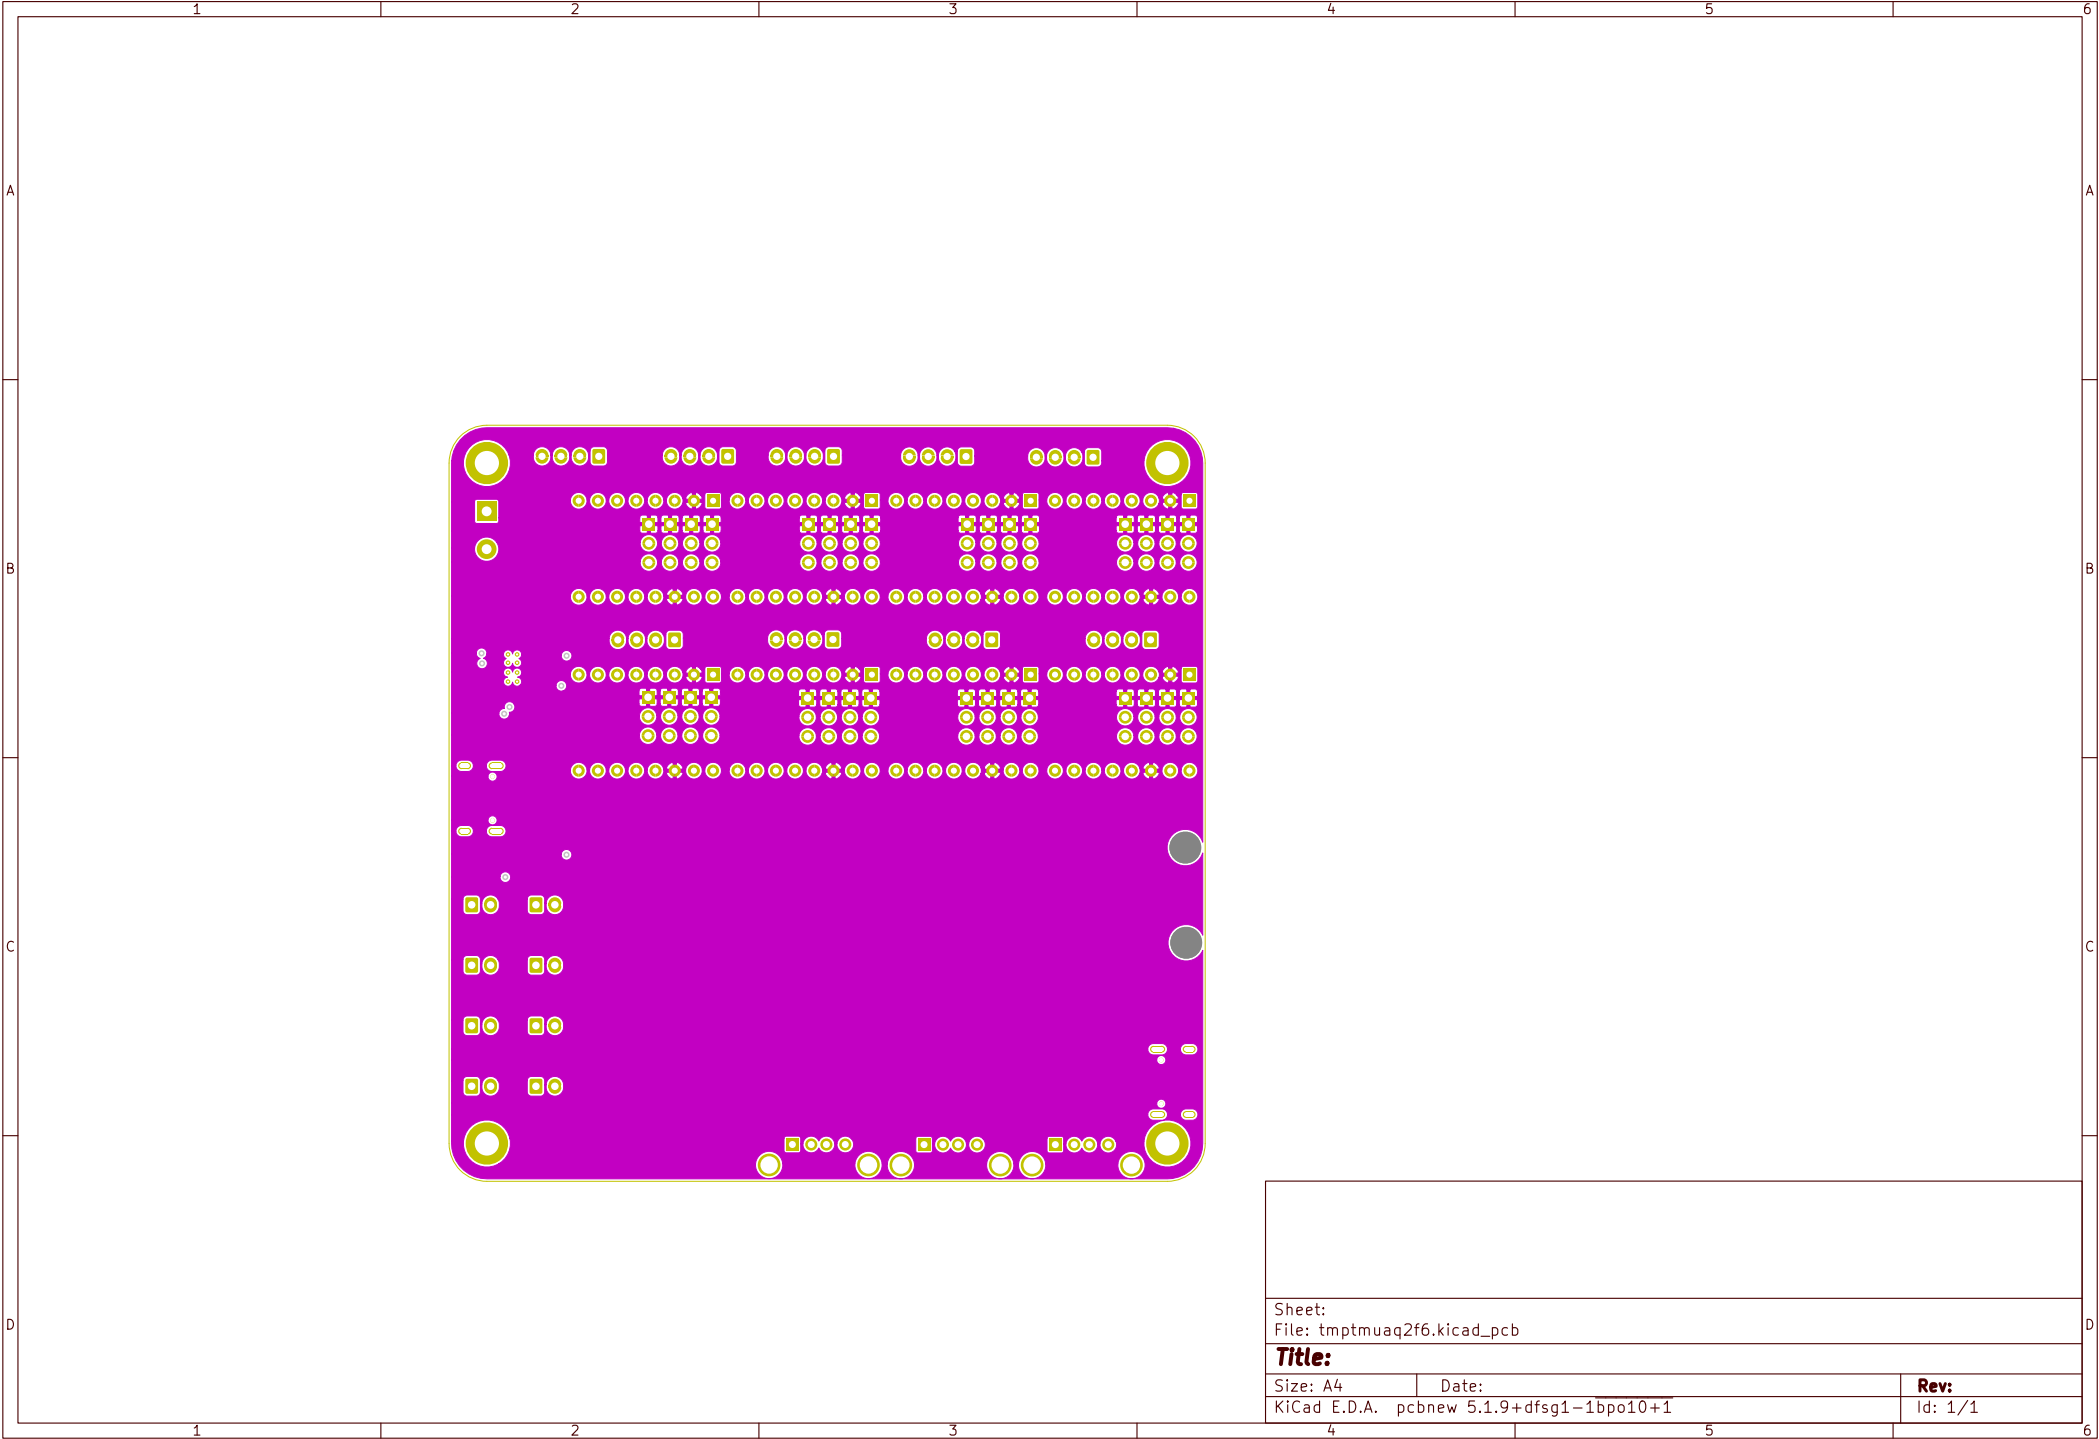 1 2 3 4 5 6
A A
B B
C C
D D
Sheet:
File: tmptmuaq2f6.kicad_pcb
Title:
Size: A4 Date: Rev:
KiCad E.D.A. pcbnew 5.1.9+dfsg1-1bpo10+1 Id: 1/1
1 2 3 4 5 6